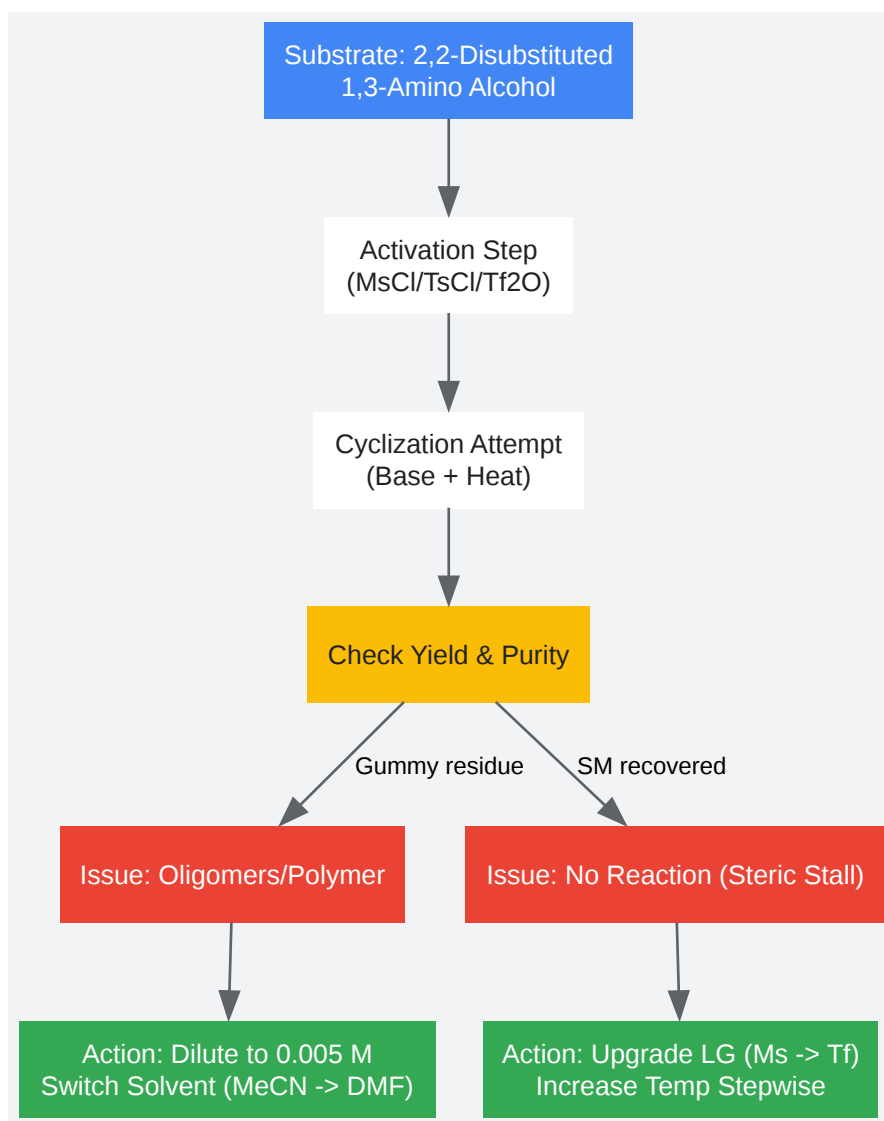 Substrate: 2,2-Disubstituted
1,3-Amino Alcohol
Activation Step
(MsCl/TsCl/Tf2O)
Cyclization Attempt
(Base + Heat)
Check Yield & Purity
Gummy residue
SM recovered
Issue: Oligomers/Polymer
Issue: No Reaction (Steric Stall)
Action: Dilute to 0.005 M
Switch Solvent (MeCN -> DMF)
Action: Upgrade LG (Ms -> Tf)
Increase Temp Stepwise